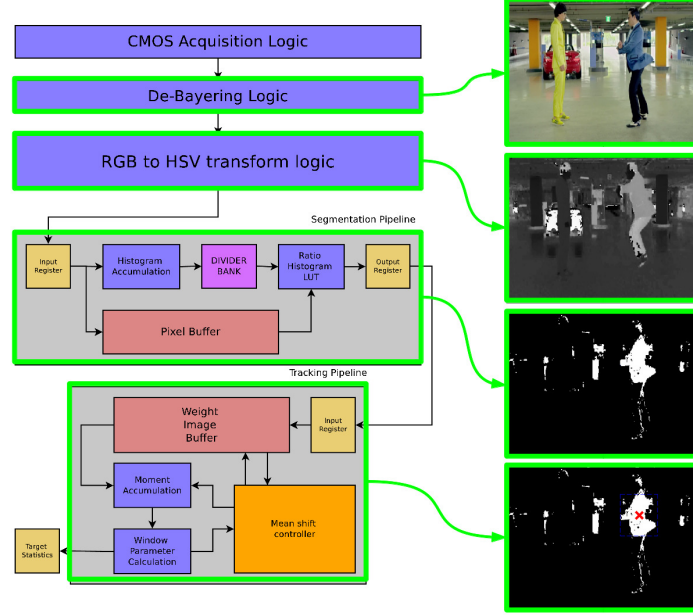 CMOS Acquisition Logic
De-Bayering Logic
RGB to HSV transform logic
Segmentation Pipeline
Input
Register
Histogram
Accumulation
DIVIDER
BANK
Ratio
Histogram
LUT
Output
Register
Pixel Buffer
Tracking Pipeline
Weight
Image
Buffer
Input
Register
Moment
Accumulation
Mean shift
controller
Window
Parameter
Calculation
Target
Statistics